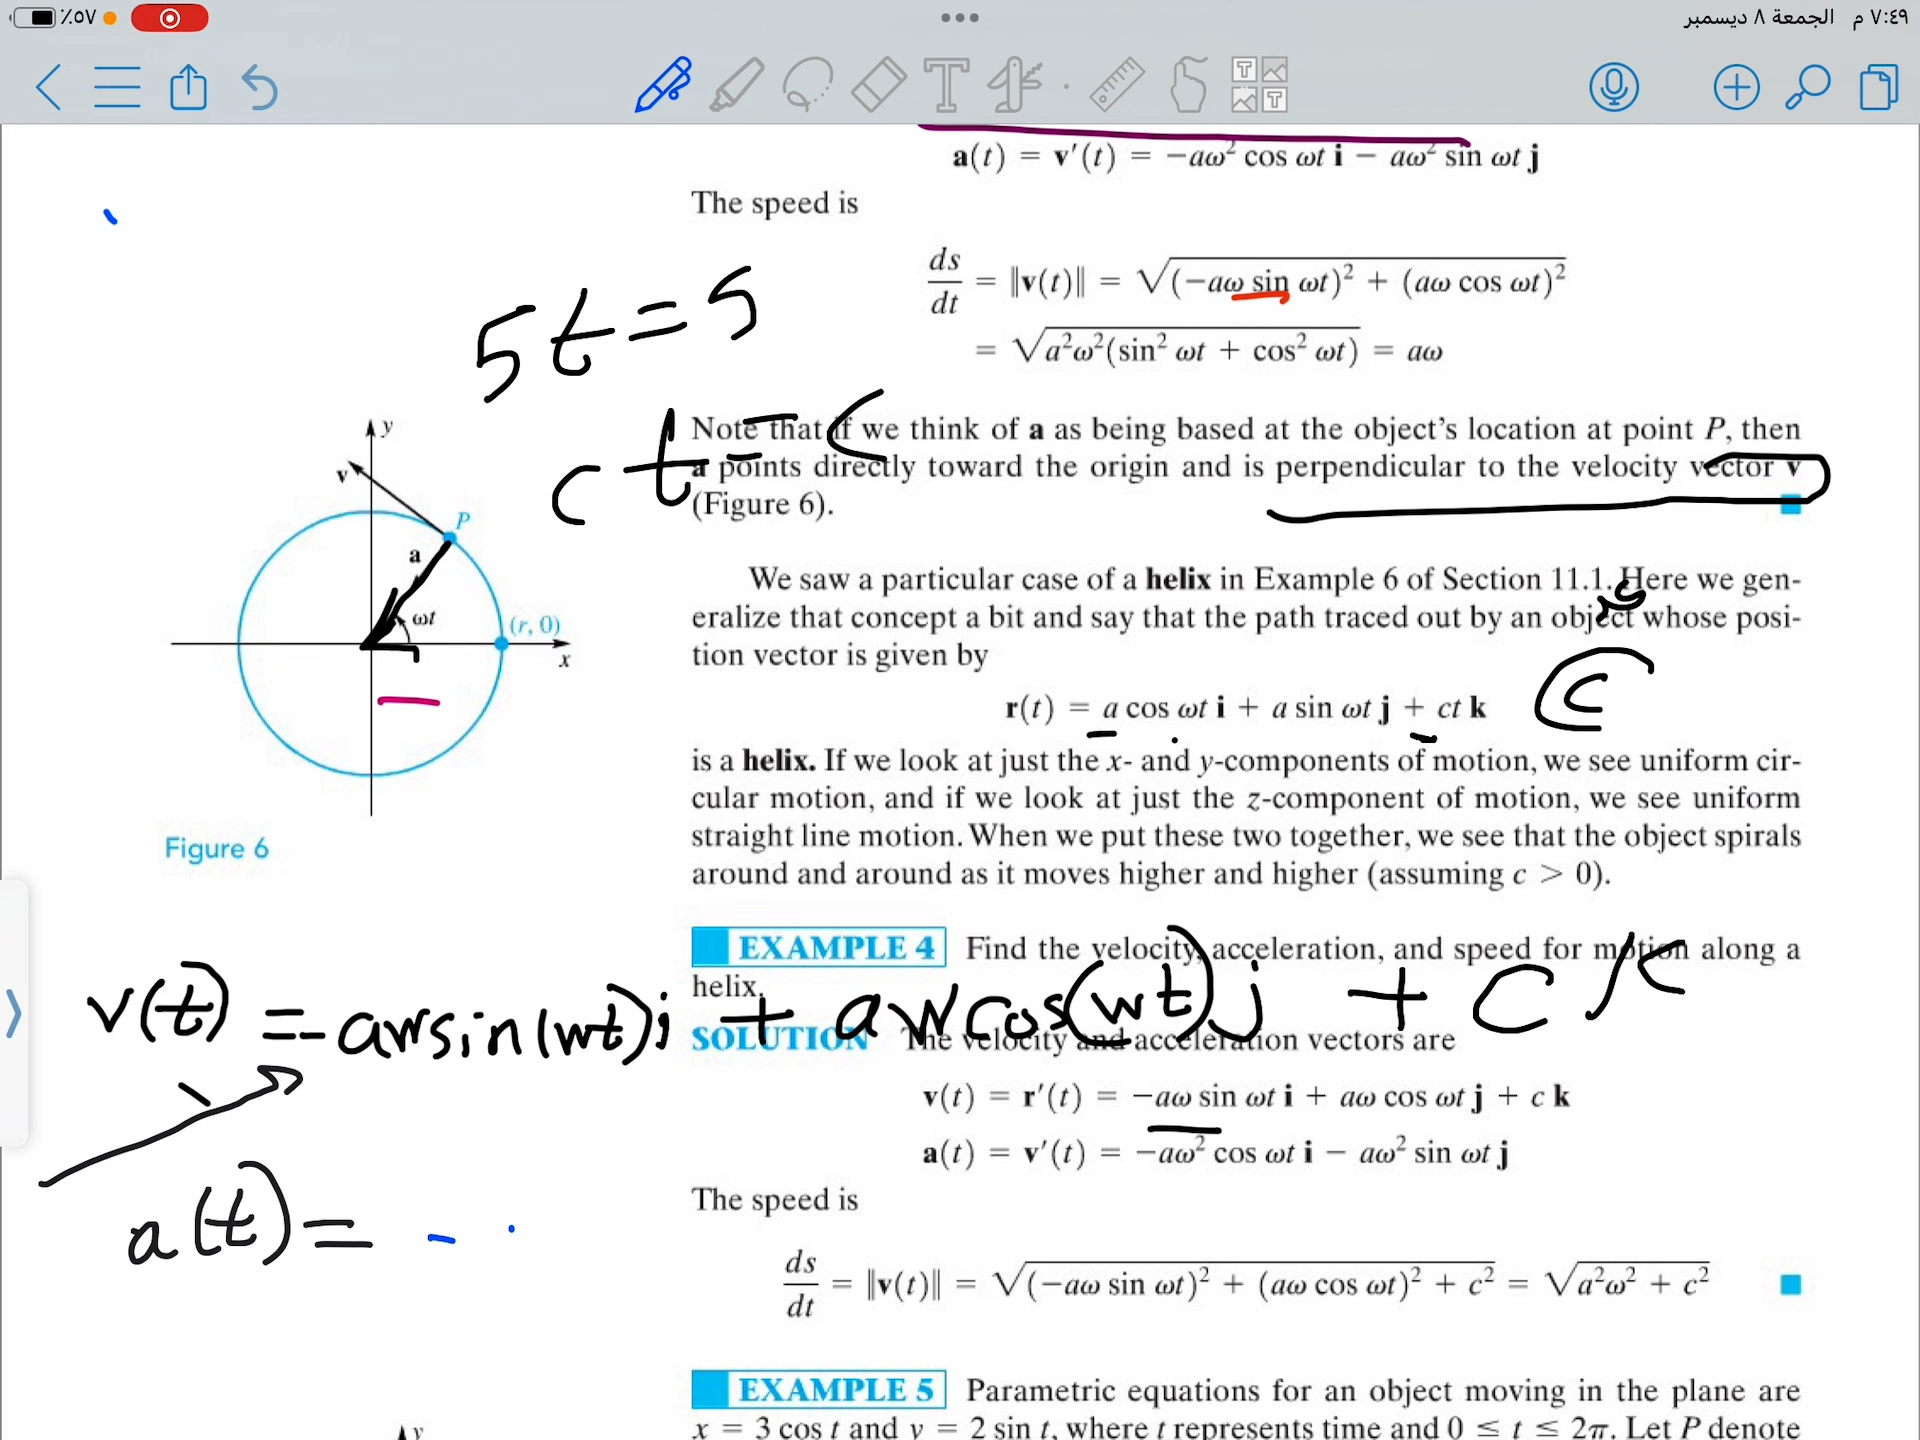 ٪٥٧
٧:٤٩ م الجمعة ٨ ديسمبر
a(t) = v′(t) = −aω² cos ωt i − aω² sin ωt j
The speed is
ds/dt = ‖v(t)‖ = √((−aω sin ωt)² + (aω cos ωt)²)
= √(a²ω²(sin² ωt + cos² ωt)) = aω
5t = 5
ct = c
Note that if we think of a as being based at the object’s location at point P, then
a points directly toward the origin and is perpendicular to the velocity vector v
(Figure 6).
y
v
P
a
ωt
(r, 0)
x
Figure 6
We saw a particular case of a helix in Example 6 of Section 11.1. Here we gen-
eralize that concept a bit and say that the path traced out by an object whose posi-
tion vector is given by
r(t) = a cos ωt i + a sin ωt j + ct k
C
is a helix. If we look at just the x- and y-components of motion, we see uniform cir-
cular motion, and if we look at just the z-component of motion, we see uniform
straight line motion. When we put these two together, we see that the object spirals
around and around as it moves higher and higher (assuming c > 0).
EXAMPLE 4 Find the velocity, acceleration, and speed for motion along a
helix.
v(t) = -awsin(wt)i + awcos(wt)j + C k
SOLUTION The velocity and acceleration vectors are
v(t) = r′(t) = −aω sin ωt i + aω cos ωt j + c k
a(t) = v′(t) = −aω² cos ωt i − aω² sin ωt j
a(t) = -
The speed is
ds/dt = ‖v(t)‖ = √((−aω sin ωt)² + (aω cos ωt)² + c²) = √(a²ω² + c²)
EXAMPLE 5 Parametric equations for an object moving in the plane are
x = 3 cos t and y = 2 sin t, where t represents time and 0 ≤ t ≤ 2π. Let P denote
y